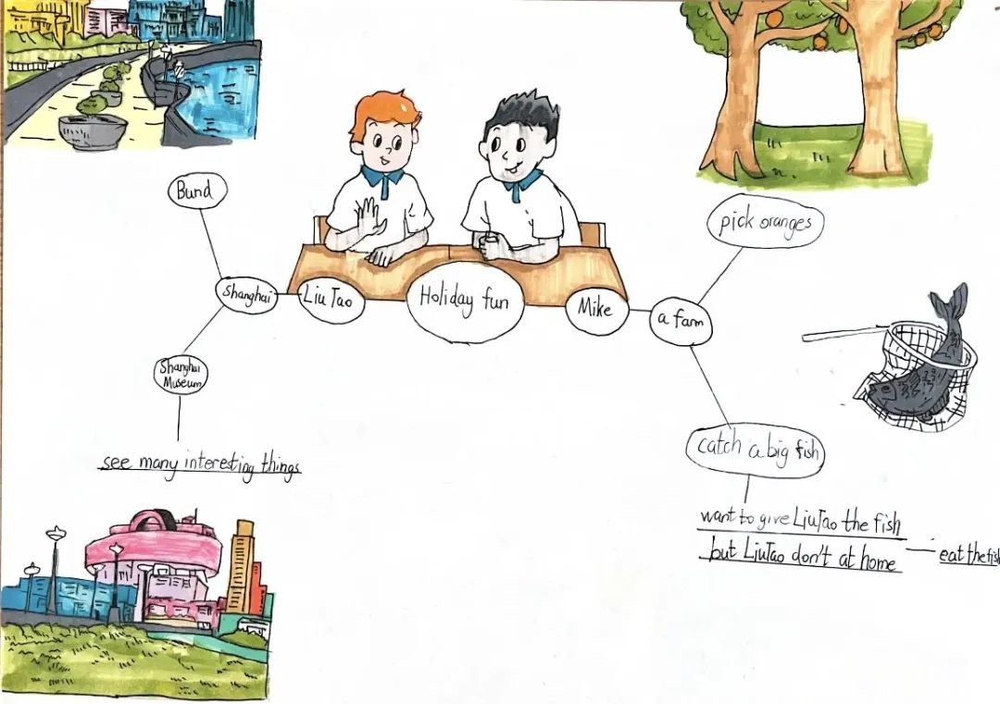 Bund
Shanghai
Liu Tao
Holiday fun
Mike
a farm
pick oranges
Shanghai
Museum
see many interesting things
catch a big fish
want to give LiuTao the fish
but LiuTao don't at home
eat the fish